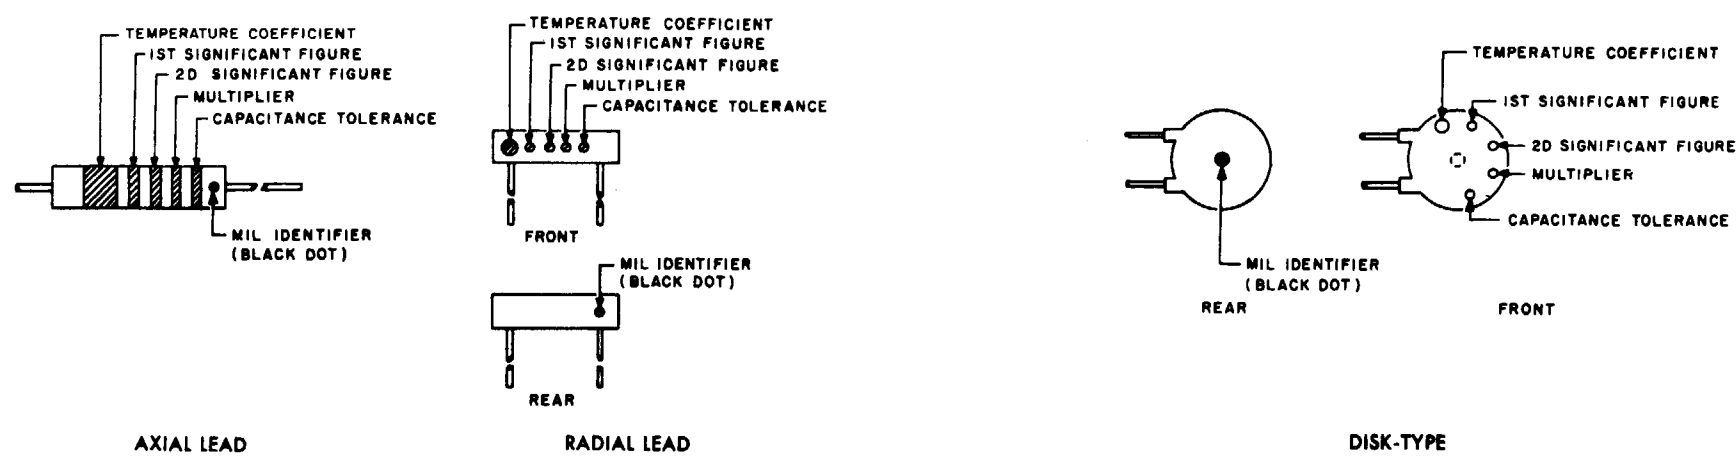 TEMPERATURE COEFFICIENT
1ST SIGNIFICANT FIGURE
2D SIGNIFICANT FIGURE
MULTIPLIER
CAPACITANCE TOLERANCE
MIL IDENTIFIER
(BLACK DOT)
AXIAL LEAD
TEMPERATURE COEFFICIENT
1ST SIGNIFICANT FIGURE
2D SIGNIFICANT FIGURE
MULTIPLIER
CAPACITANCE TOLERANCE
FRONT
MIL IDENTIFIER
(BLACK DOT)
REAR
RADIAL LEAD
MIL IDENTIFIER
(BLACK DOT)
REAR
TEMPERATURE COEFFICIENT
1ST SIGNIFICANT FIGURE
2D SIGNIFICANT FIGURE
MULTIPLIER
CAPACITANCE TOLERANCE
FRONT
DISK-TYPE